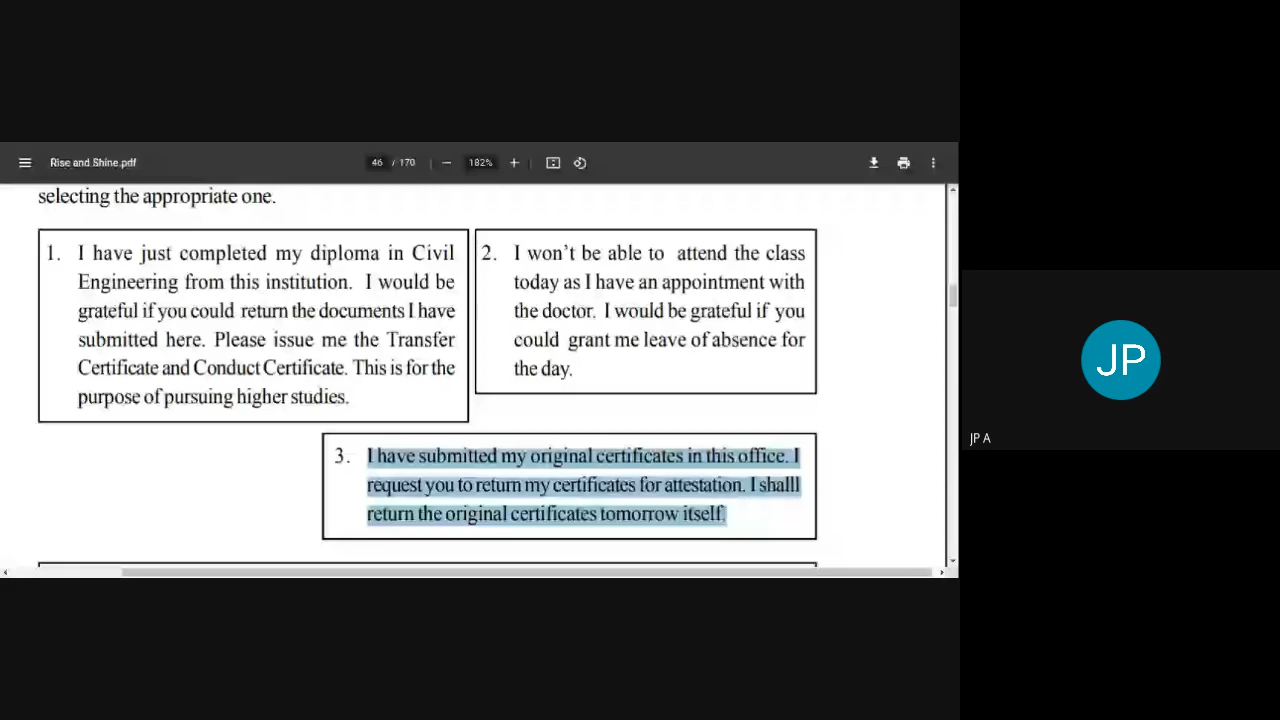 Rise and Shine.pdf
46 / 170
182%
selecting the appropriate one.
1. I have just completed my diploma in Civil
Engineering from this institution. I would be
grateful if you could return the documents I have
submitted here. Please issue me the Transfer
Certificate and Conduct Certificate. This is for the
purpose of pursuing higher studies.
2. I won't be able to attend the class
today as I have an appointment with
the doctor. I would be grateful if you
could grant me leave of absence for
the day.
3. I have submitted my original certificates in this office. I
request you to return my certificates for attestation. I shalll
return the original certificates tomorrow itself.
JP
JP A